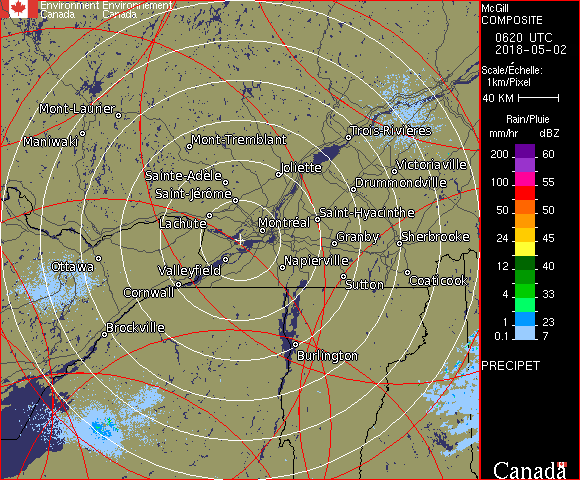 Environment Environnement
Canada Canada
McGill
COMPOSITE
0620 UTC
2018-05-02
Scale/Échelle:
1km/Pixel
40 KM
Rain/Pluie
mm/hr dBZ
200 60
150 57
100 55
50 50
24 45
12 40
4 33
1 23
0.1 7
PRECIPET
Canada
Mont-Laurier
Maniwaki
Mont-Tremblant
Trois-Rivières
Joliette
Victoriaville
Sainte-Adèle
Drummondville
Saint-Jérôme
Saint-Hyacinthe
Lachute
Montréal
Granby
Sherbrooke
Ottawa
Valleyfield
Napierville
Coaticook
Cornwall
Sutton
Brockville
Burlington